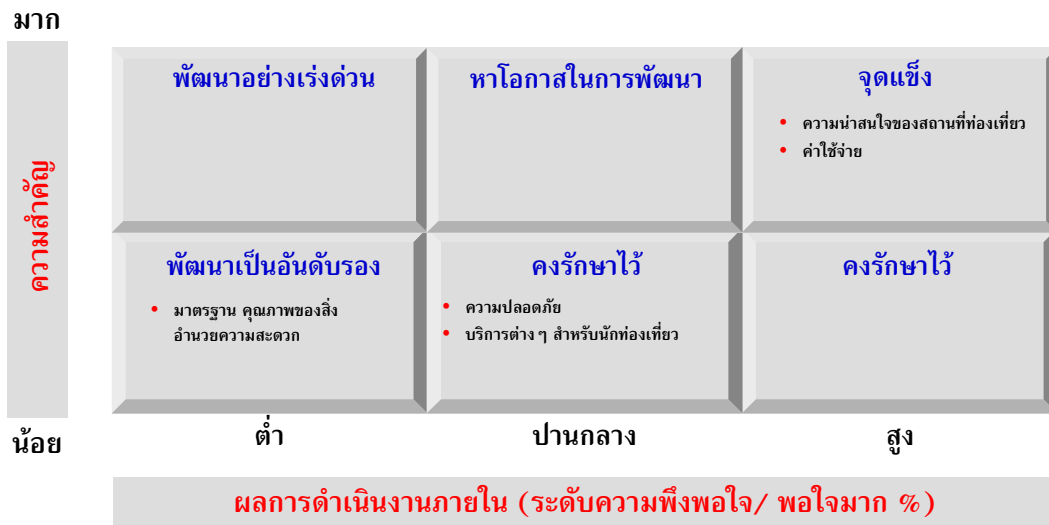 มาก
ความสำคัญ
พัฒนาอย่างเร่งด่วน
หาโอกาสในการพัฒนา
จุดแข็ง
• ความน่าสนใจของสถานที่ท่องเที่ยว
• ค่าใช้จ่าย
พัฒนาเป็นอันดับรอง
• มาตรฐาน คุณภาพของสิ่ง
อำนวยความสะดวก
คงรักษาไว้
• ความปลอดภัย
• บริการต่าง ๆ สำหรับนักท่องเที่ยว
คงรักษาไว้
น้อย
ต่ำ
ปานกลาง
สูง
ผลการดำเนินงานภายใน (ระดับความพึงพอใจ/ พอใจมาก %)